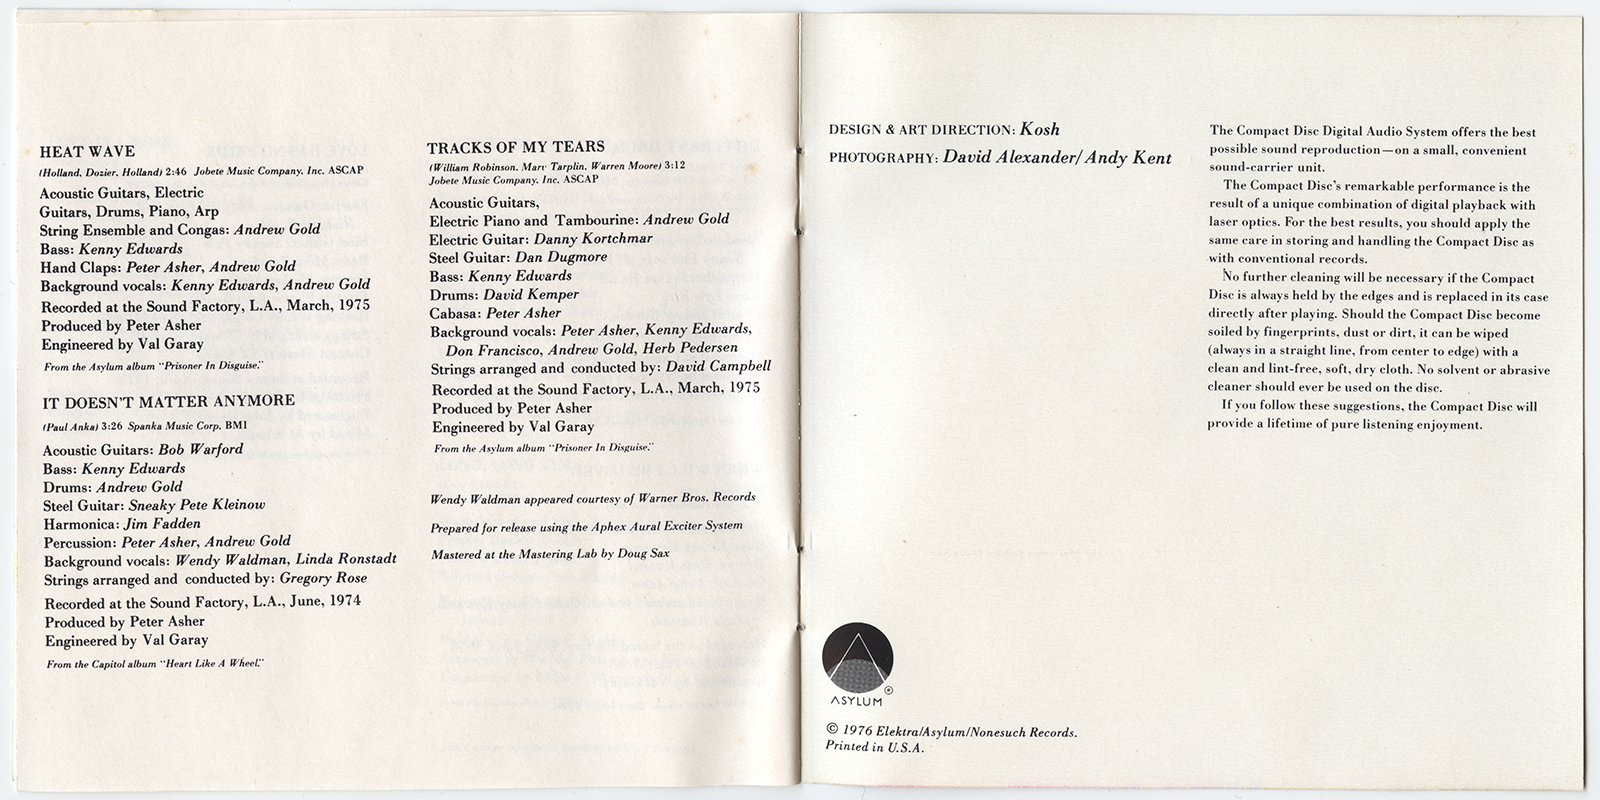 HEAT WAVE
(Holland, Dozier, Holland) 2:46 Jobete Music Company, Inc. ASCAP
Acoustic Guitars, Electric
Guitars, Drums, Piano, Arp
String Ensemble and Congas: Andrew Gold
Bass: Kenny Edwards
Hand Claps: Peter Asher, Andrew Gold
Background vocals: Kenny Edwards, Andrew Gold
Recorded at the Sound Factory, L.A., March, 1975
Produced by Peter Asher
Engineered by Val Garay
From the Asylum album "Prisoner In Disguise."
IT DOESN'T MATTER ANYMORE
(Paul Anka) 3:26 Spanka Music Corp. BMI
Acoustic Guitars: Bob Warford
Bass: Kenny Edwards
Drums: Andrew Gold
Steel Guitar: Sneaky Pete Kleinow
Harmonica: Jim Fadden
Percussion: Peter Asher, Andrew Gold
Background vocals: Wendy Waldman, Linda Ronstadt
Strings arranged and conducted by: Gregory Rose
Recorded at the Sound Factory, L.A., June, 1974
Produced by Peter Asher
Engineered by Val Garay
From the Capitol album "Heart Like A Wheel."
TRACKS OF MY TEARS
(William Robinson, Marv Tarplin, Warren Moore) 3:12
Jobete Music Company, Inc. ASCAP
Acoustic Guitars,
Electric Piano and Tambourine: Andrew Gold
Electric Guitar: Danny Kortchmar
Steel Guitar: Dan Dugmore
Bass: Kenny Edwards
Drums: David Kemper
Cabasa: Peter Asher
Background vocals: Peter Asher, Kenny Edwards,
Don Francisco, Andrew Gold, Herb Pedersen
Strings arranged and conducted by: David Campbell
Recorded at the Sound Factory, L.A., March, 1975
Produced by Peter Asher
Engineered by Val Garay
From the Asylum album "Prisoner In Disguise."
Wendy Waldman appeared courtesy of Warner Bros. Records
Prepared for release using the Aphex Aural Exciter System
Mastered at the Mastering Lab by Doug Sax
DESIGN & ART DIRECTION: Kosh
PHOTOGRAPHY: David Alexander/Andy Kent
ASYLUM ®
© 1976 Elektra/Asylum/Nonesuch Records.
Printed in U.S.A.
The Compact Disc Digital Audio System offers the best
possible sound reproduction—on a small, convenient
sound-carrier unit.
The Compact Disc's remarkable performance is the
result of a unique combination of digital playback with
laser optics. For the best results, you should apply the
same care in storing and handling the Compact Disc as
with conventional records.
No further cleaning will be necessary if the Compact
Disc is always held by the edges and is replaced in its case
directly after playing. Should the Compact Disc become
soiled by fingerprints, dust or dirt, it can be wiped
(always in a straight line, from center to edge) with a
clean and lint-free, soft, dry cloth. No solvent or abrasive
cleaner should ever be used on the disc.
If you follow these suggestions, the Compact Disc will
provide a lifetime of pure listening enjoyment.